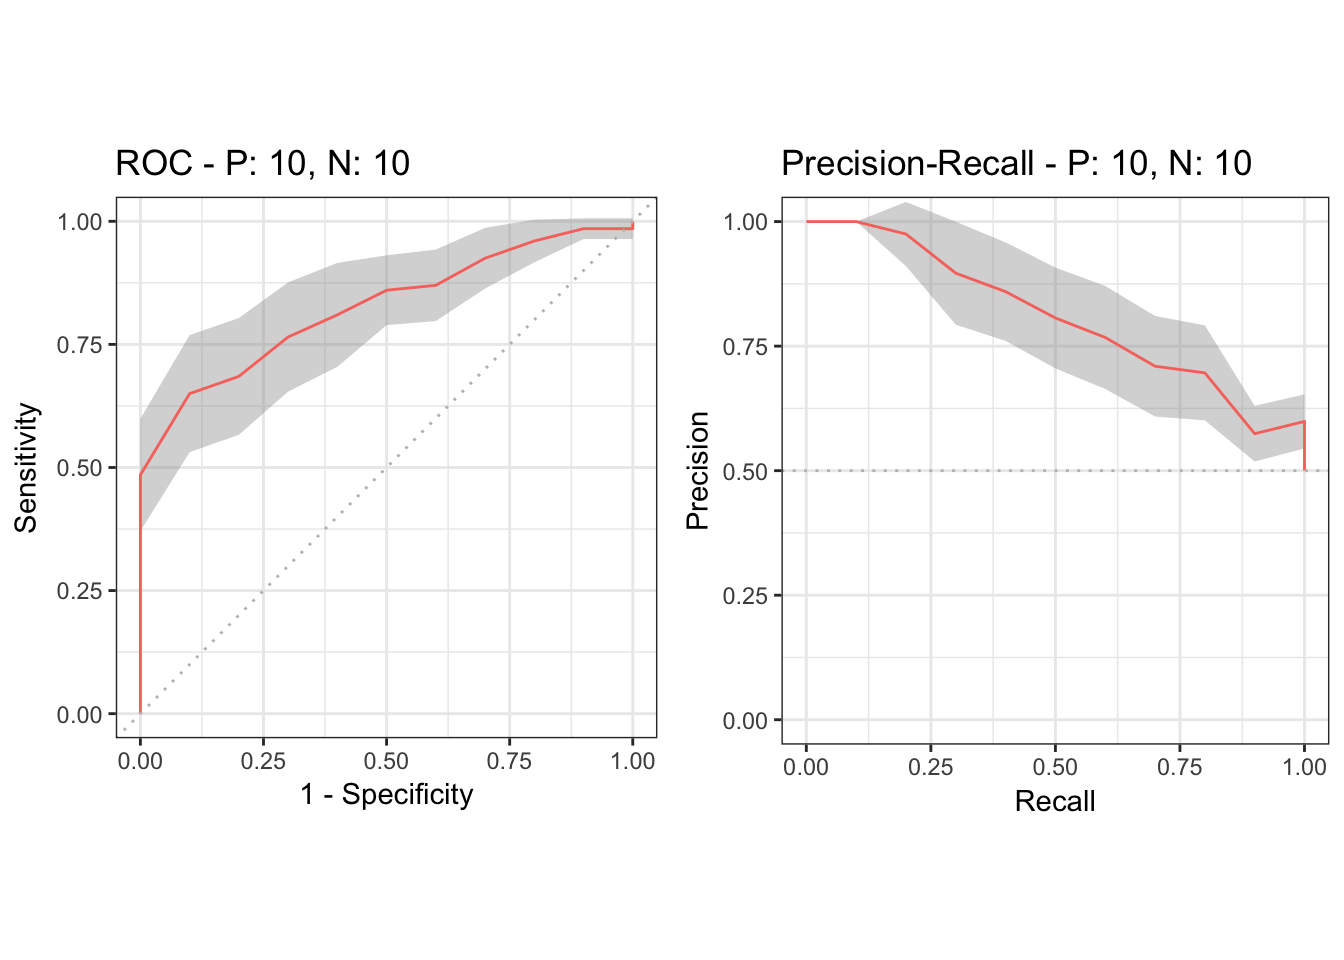 ROC - P: 10, N: 10
1.00
0.75
0.50
0.25
0.00
Sensitivity
0.00 0.25 0.50 0.75 1.00
1 - Specificity
Precision-Recall - P: 10, N: 10
1.00
0.75
0.50
0.25
0.00
Precision
0.00 0.25 0.50 0.75 1.00
Recall